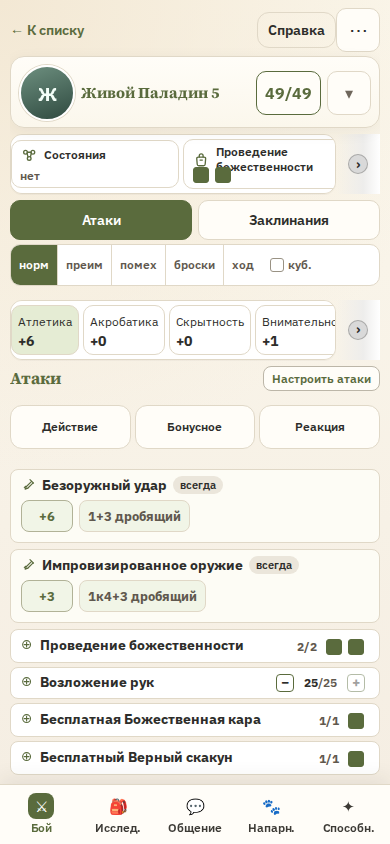 ← К списку
Справка
...
Ж
Живой Паладин 5
49/49
▼
Состояния
нет
Проведение
божественности
›
Атаки
Заклинания
норм
преим
помех
броски
ход
куб.
Атлетика
+6
Акробатика
+0
Скрытность
+0
Внимательно
+1
›
Атаки
Настроить атаки
Действие
Бонусное
Реакция
Безоружный удар всегда
+6
1+3 дробящий
Импровизированное оружие всегда
+3
1к4+3 дробящий
Проведение божественности 2/2
Возложение рук − 25/25 +
Бесплатная Божественная кара 1/1
Бесплатный Верный скакун 1/1
Бой
Исслед.
Общение
Напарн.
Способн.